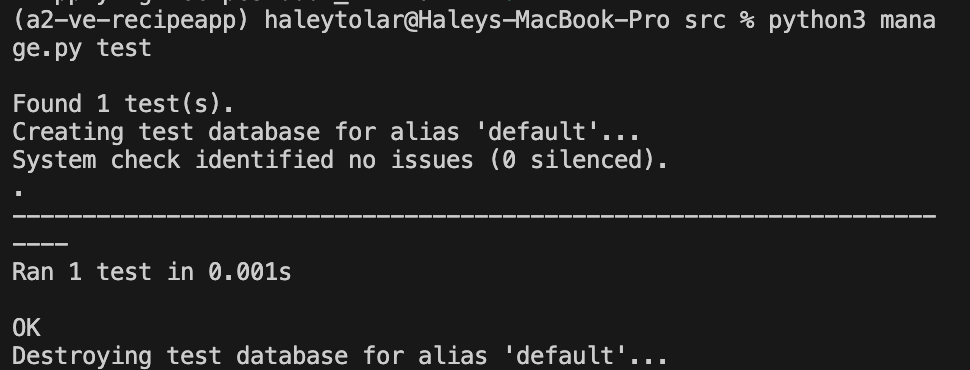 (a2-ve-recipeapp) haleytolar@Haleys-MacBook-Pro src % python3 mana
ge.py test
Found 1 test(s).
Creating test database for alias 'default'...
System check identified no issues (0 silenced).
.
------------------------------------------------------------------
----
Ran 1 test in 0.001s
OK
Destroying test database for alias 'default'...